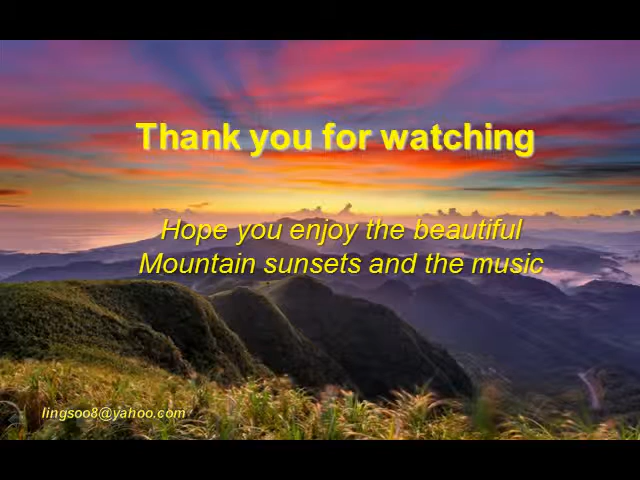 Thank you for watching
Hope you enjoy the beautiful
Mountain sunsets and the music
lingsoo8@yahoo.com